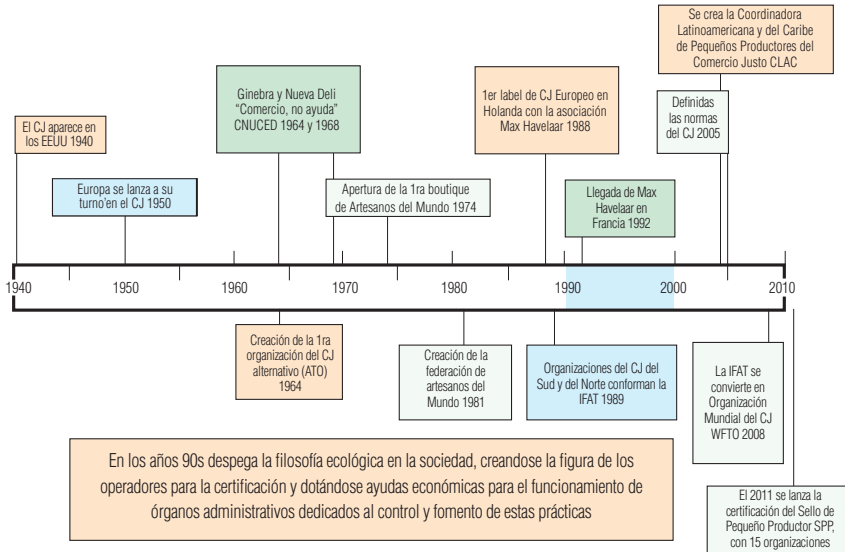 Se crea la Coordinadora
Latinoamericana y del Caribe
de Pequeños Productores del
Comercio Justo CLAC
Ginebra y Nueva Deli
“Comercio, no ayuda”
CNUCED 1964 y 1968
1er label de CJ Europeo en
Holanda con la asociación
Max Havelaar 1988
Definidas
las normas
del CJ 2005
El CJ aparece en
los EEUU 1940
Europa se lanza a su
turno’en el CJ 1950
Apertura de la 1ra boutique
de Artesanos del Mundo 1974
Llegada de Max
Havelaar en
Francia 1992
1940
1950
1960
1970
1980
1990
2000
2010
Creación de la 1ra
organización del CJ
alternativo (ATO)
1964
Creación de la
federación de
artesanos del
Mundo 1981
Organizaciones del CJ del
Sud y del Norte conforman la
IFAT 1989
La IFAT se
convierte en
Organización
Mundial del CJ
WFTO 2008
En los años 90s despega la filosofía ecológica en la sociedad, creandose la figura de los
operadores para la certificación y dotándose ayudas económicas para el funcionamiento de
órganos administrativos dedicados al control y fomento de estas prácticas
El 2011 se lanza la
certificación del Sello de
Pequeño Productor SPP,
con 15 organizaciones